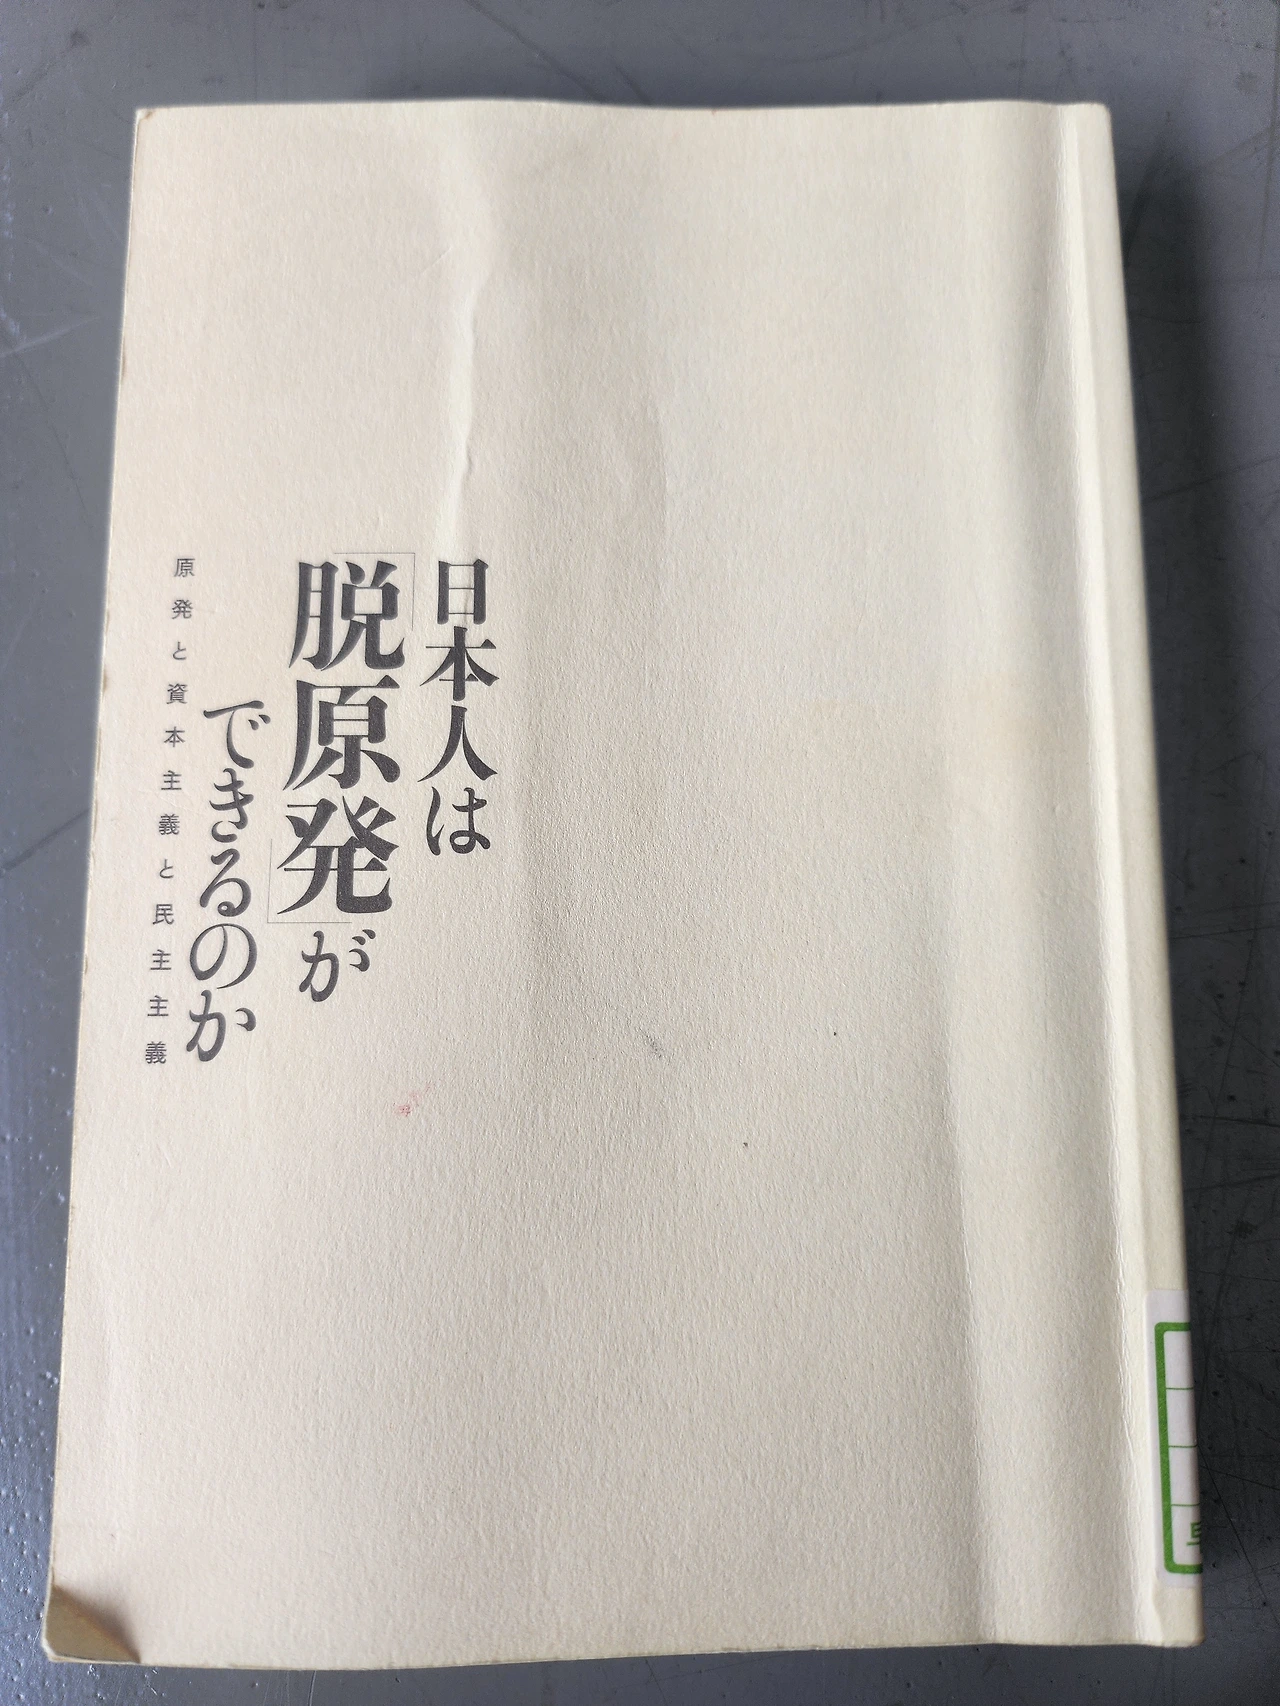 日本人は
「脱原発」が
できるのか
原発と資本主義と民主主義